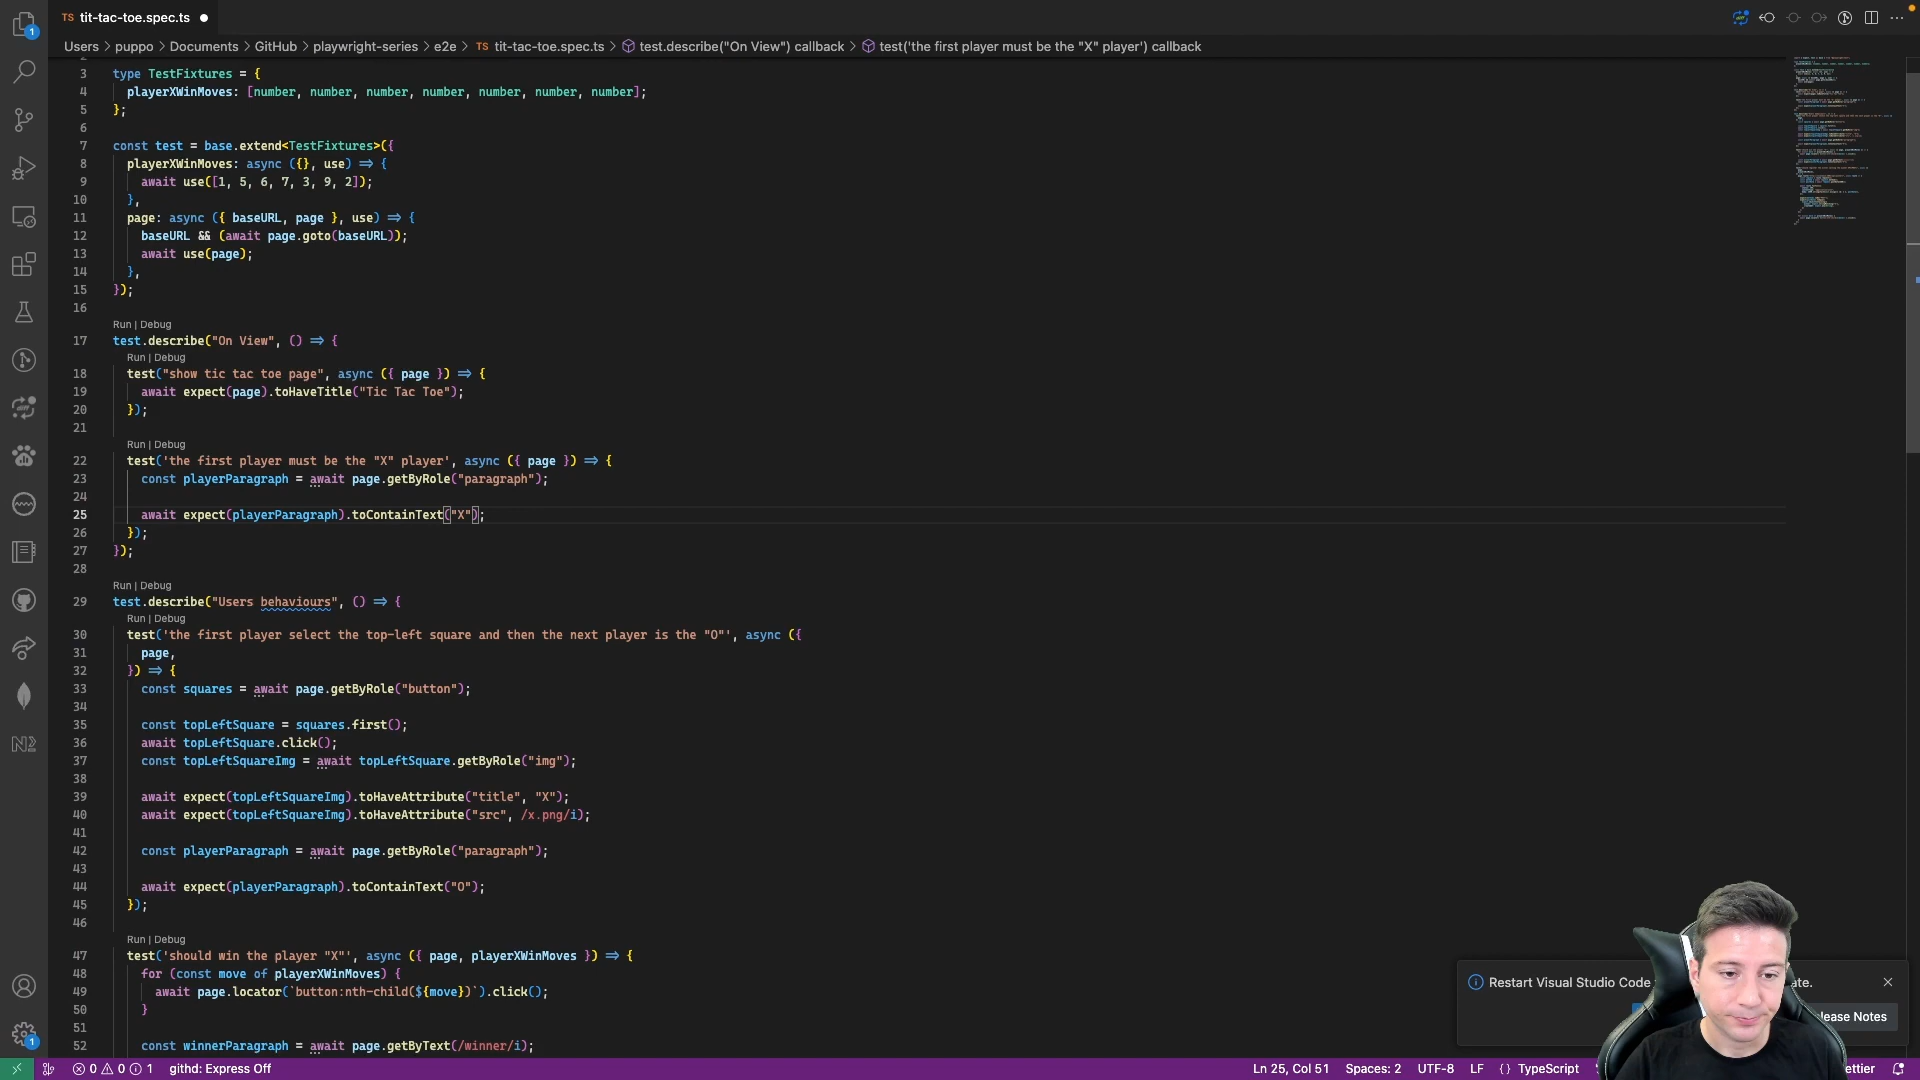 TS tit-tac-toe.spec.ts
Users > puppo > Documents > GitHub > playwright-series > e2e > TS tit-tac-toe.spec.ts > test.describe("On View") callback > test('the first player must be the "X" player') callback
3 type TestFixtures = {
4 playerXWinMoves: [number, number, number, number, number, number, number];
5 };
6
7 const test = base.extend<TestFixtures>({
8 playerXWinMoves: async ({}, use) => {
9 await use([1, 5, 6, 7, 3, 9, 2]);
10 },
11 page: async ({ baseURL, page }, use) => {
12 baseURL && (await page.goto(baseURL));
13 await use(page);
14 },
15 });
16
Run | Debug
17 test.describe("On View", () => {
Run | Debug
18 test("show tic tac toe page", async ({ page }) => {
19 await expect(page).toHaveTitle("Tic Tac Toe");
20 });
21
Run | Debug
22 test('the first player must be the "X" player', async ({ page }) => {
23 const playerParagraph = await page.getByRole("paragraph");
24
25 await expect(playerParagraph).toContainText("X");
26 });
27 });
28
Run | Debug
29 test.describe("Users behaviours", () => {
Run | Debug
30 test('the first player select the top-left square and then the next player is the "O"', async ({
31 page,
32 }) => {
33 const squares = await page.getByRole("button");
34
35 const topLeftSquare = squares.first();
36 await topLeftSquare.click();
37 const topLeftSquareImg = await topLeftSquare.getByRole("img");
38
39 await expect(topLeftSquareImg).toHaveAttribute("title", "X");
40 await expect(topLeftSquareImg).toHaveAttribute("src", /x.png/i);
41
42 const playerParagraph = await page.getByRole("paragraph");
43
44 await expect(playerParagraph).toContainText("O");
45 });
46
Run | Debug
47 test('should win the player "X"', async ({ page, playerXWinMoves }) => {
48 for (const move of playerXWinMoves) {
49 await page.locator(`button:nth-child(${move})`).click();
50 }
51
52 const winnerParagraph = await page.getByText(/winner/i);
Restart Visual Studio Code
Notes
0 0 1 githd: Express Off Ln 25, Col 51 Spaces: 2 UTF-8 LF {} TypeScript